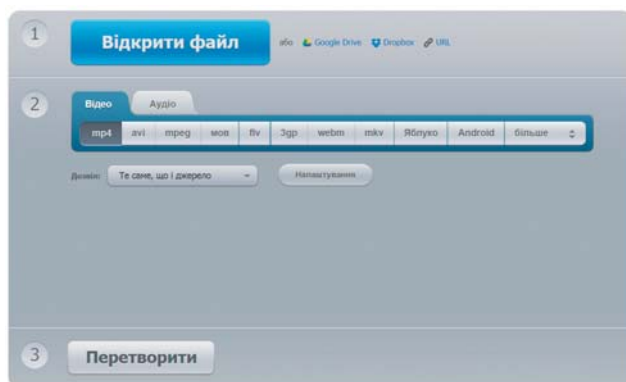 1
Відкрити файл
або Google Drive Dropbox URL
2
Відео Аудіо
mp4 avi mpeg мов flv 3gp webm mkv Яблуко Android більше
Дозвіл: Те саме, що і джерело Налаштування
3
Перетворити